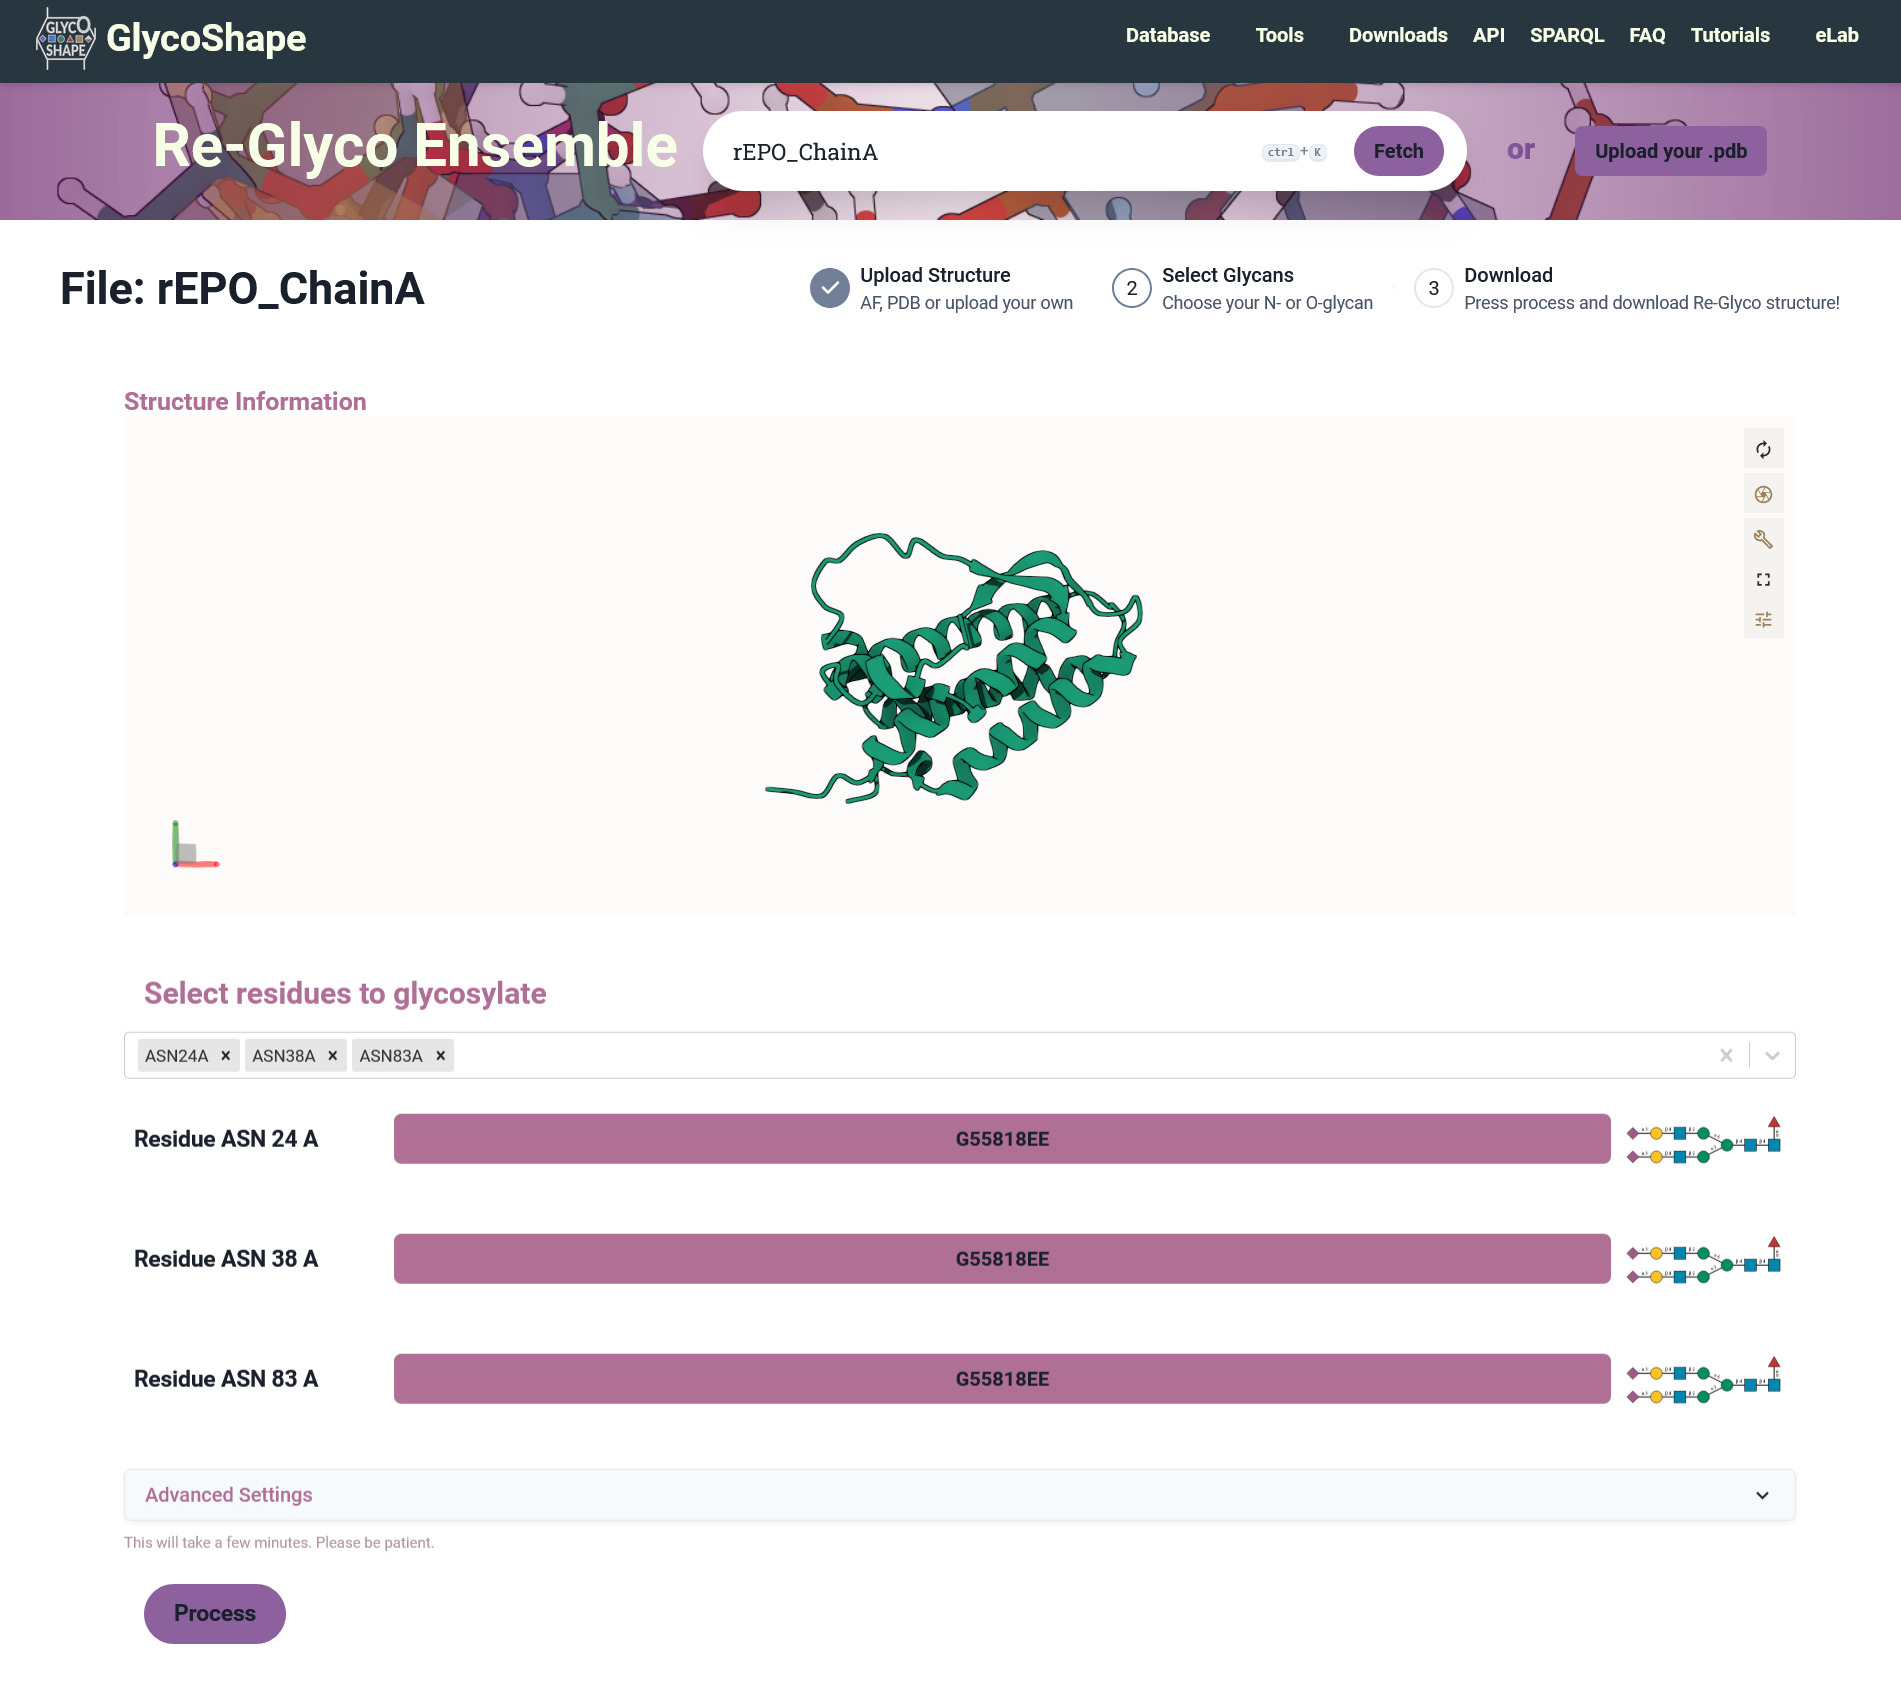 GLYCO
SHAPE
GlycoShape
Database Tools Downloads API SPARQL FAQ Tutorials eLab
Re-Glyco Ensemble
rEPO_ChainA
ctrl+K
Fetch
or
Upload your .pdb
File: rEPO_ChainA
Upload Structure
AF, PDB or upload your own
2
Select Glycans
Choose your N- or O-glycan
3
Download
Press process and download Re-Glyco structure!
Structure Information
Select residues to glycosylate
ASN24A ASN38A ASN83A
Residue ASN 24 A
G55818EE
Residue ASN 38 A
G55818EE
Residue ASN 83 A
G55818EE
Advanced Settings
This will take a few minutes. Please be patient.
Process